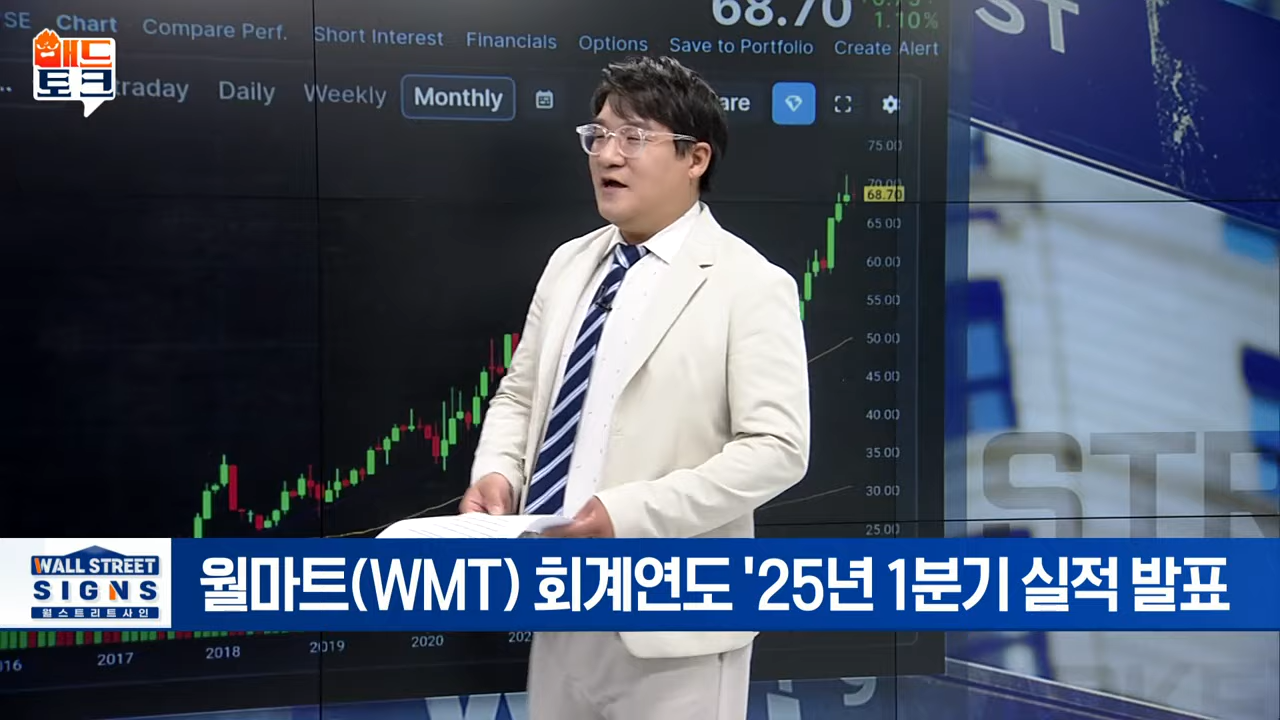 매드
토크
SE Chart Compare Perf. Short Interest Financials Options Save to Portfolio Create Alert
68.70
1.10%
Daily Weekly Monthly
75.00
70.00
68.70
65.00
60.00
55.00
50.00
45.00
40.00
35.00
30.00
25.00
ST
STR
WALL STREET
SIGNS
월스트리트사인
월마트(WMT) 회계연도 '25년 1분기 실적 발표
2017 2018 2019 2020